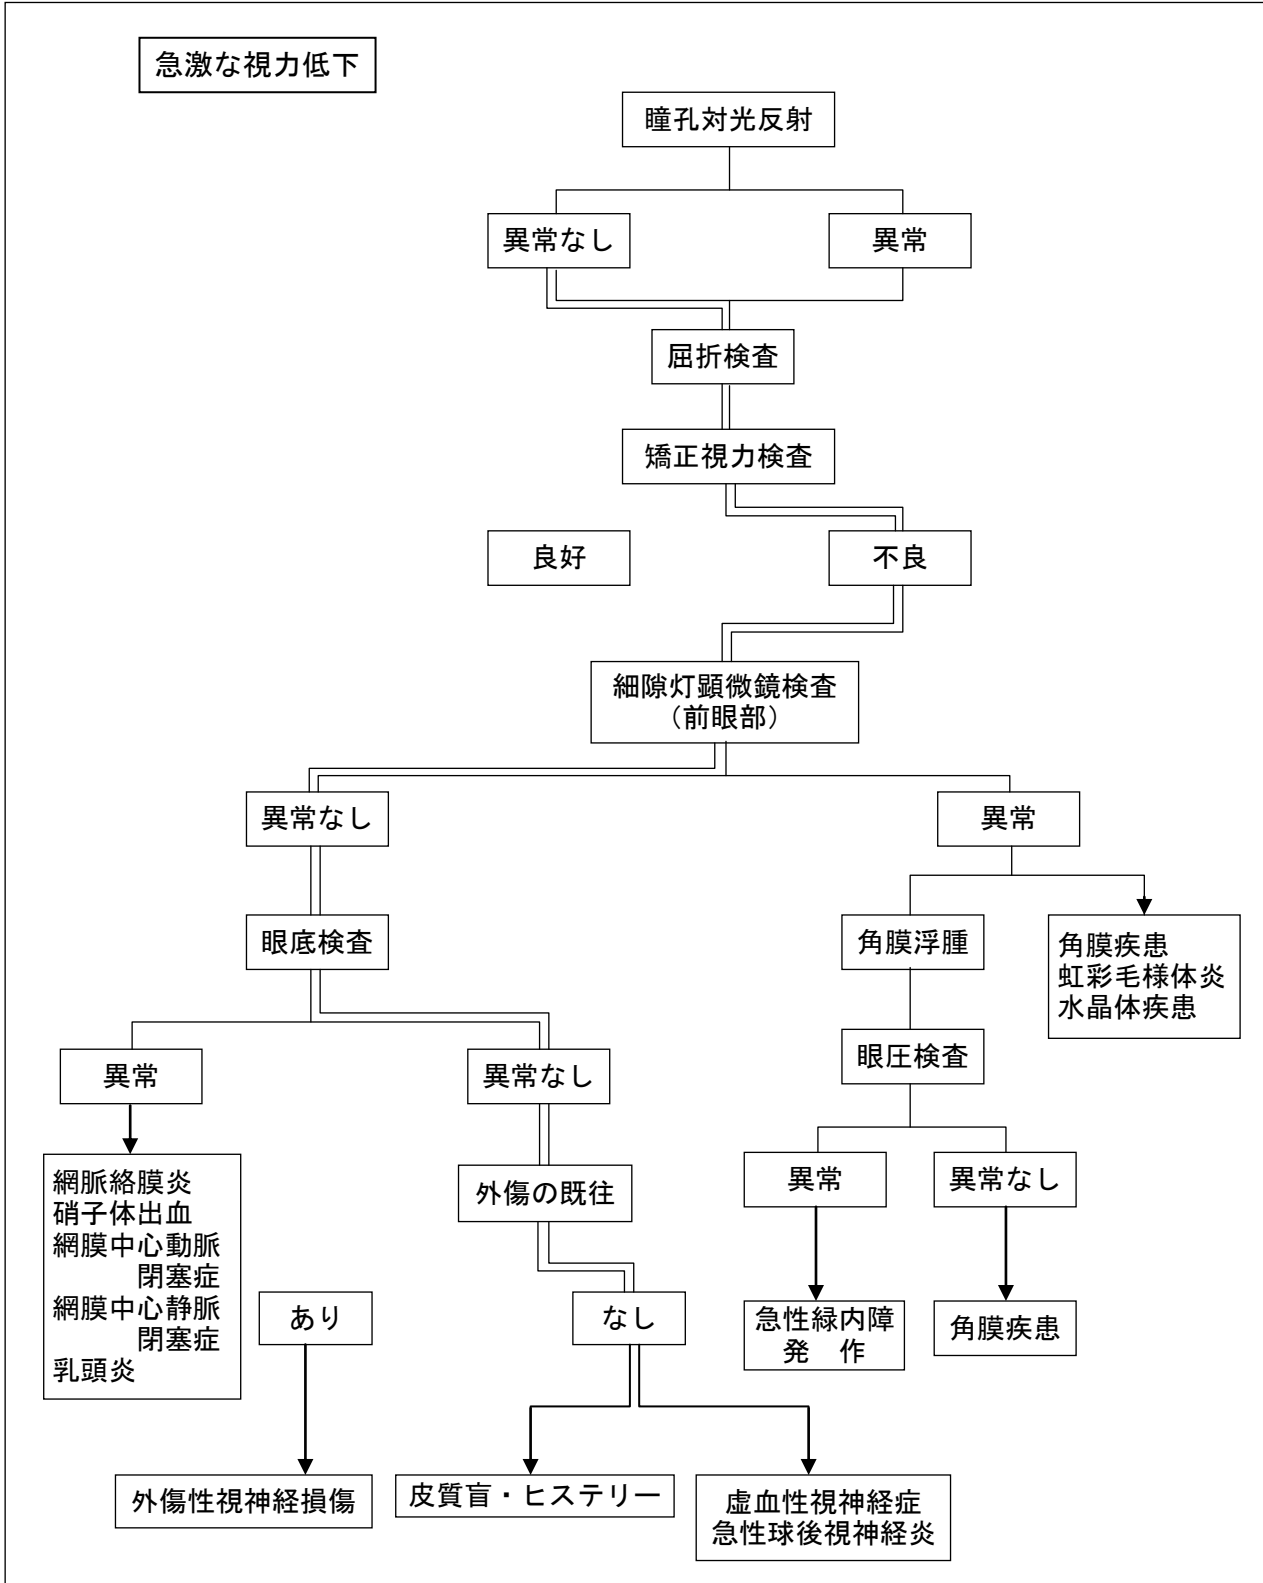 急激な視力低下
瞳孔対光反射
異常なし
異常
屈折検査
矯正視力検査
良好
不良
細隙灯顕微鏡検査
（前眼部）
異常なし
異常
眼底検査
角膜浮腫
角膜疾患
虹彩毛様体炎
水晶体疾患
眼圧検査
異常
異常なし
異常
異常なし
網脈絡膜炎
硝子体出血
網膜中心動脈
閉塞症
網膜中心静脈
閉塞症
乳頭炎
外傷の既往
あり
なし
急性緑内障
発　作
角膜疾患
外傷性視神経損傷
皮質盲・ヒステリー
虚血性視神経症
急性球後視神経炎